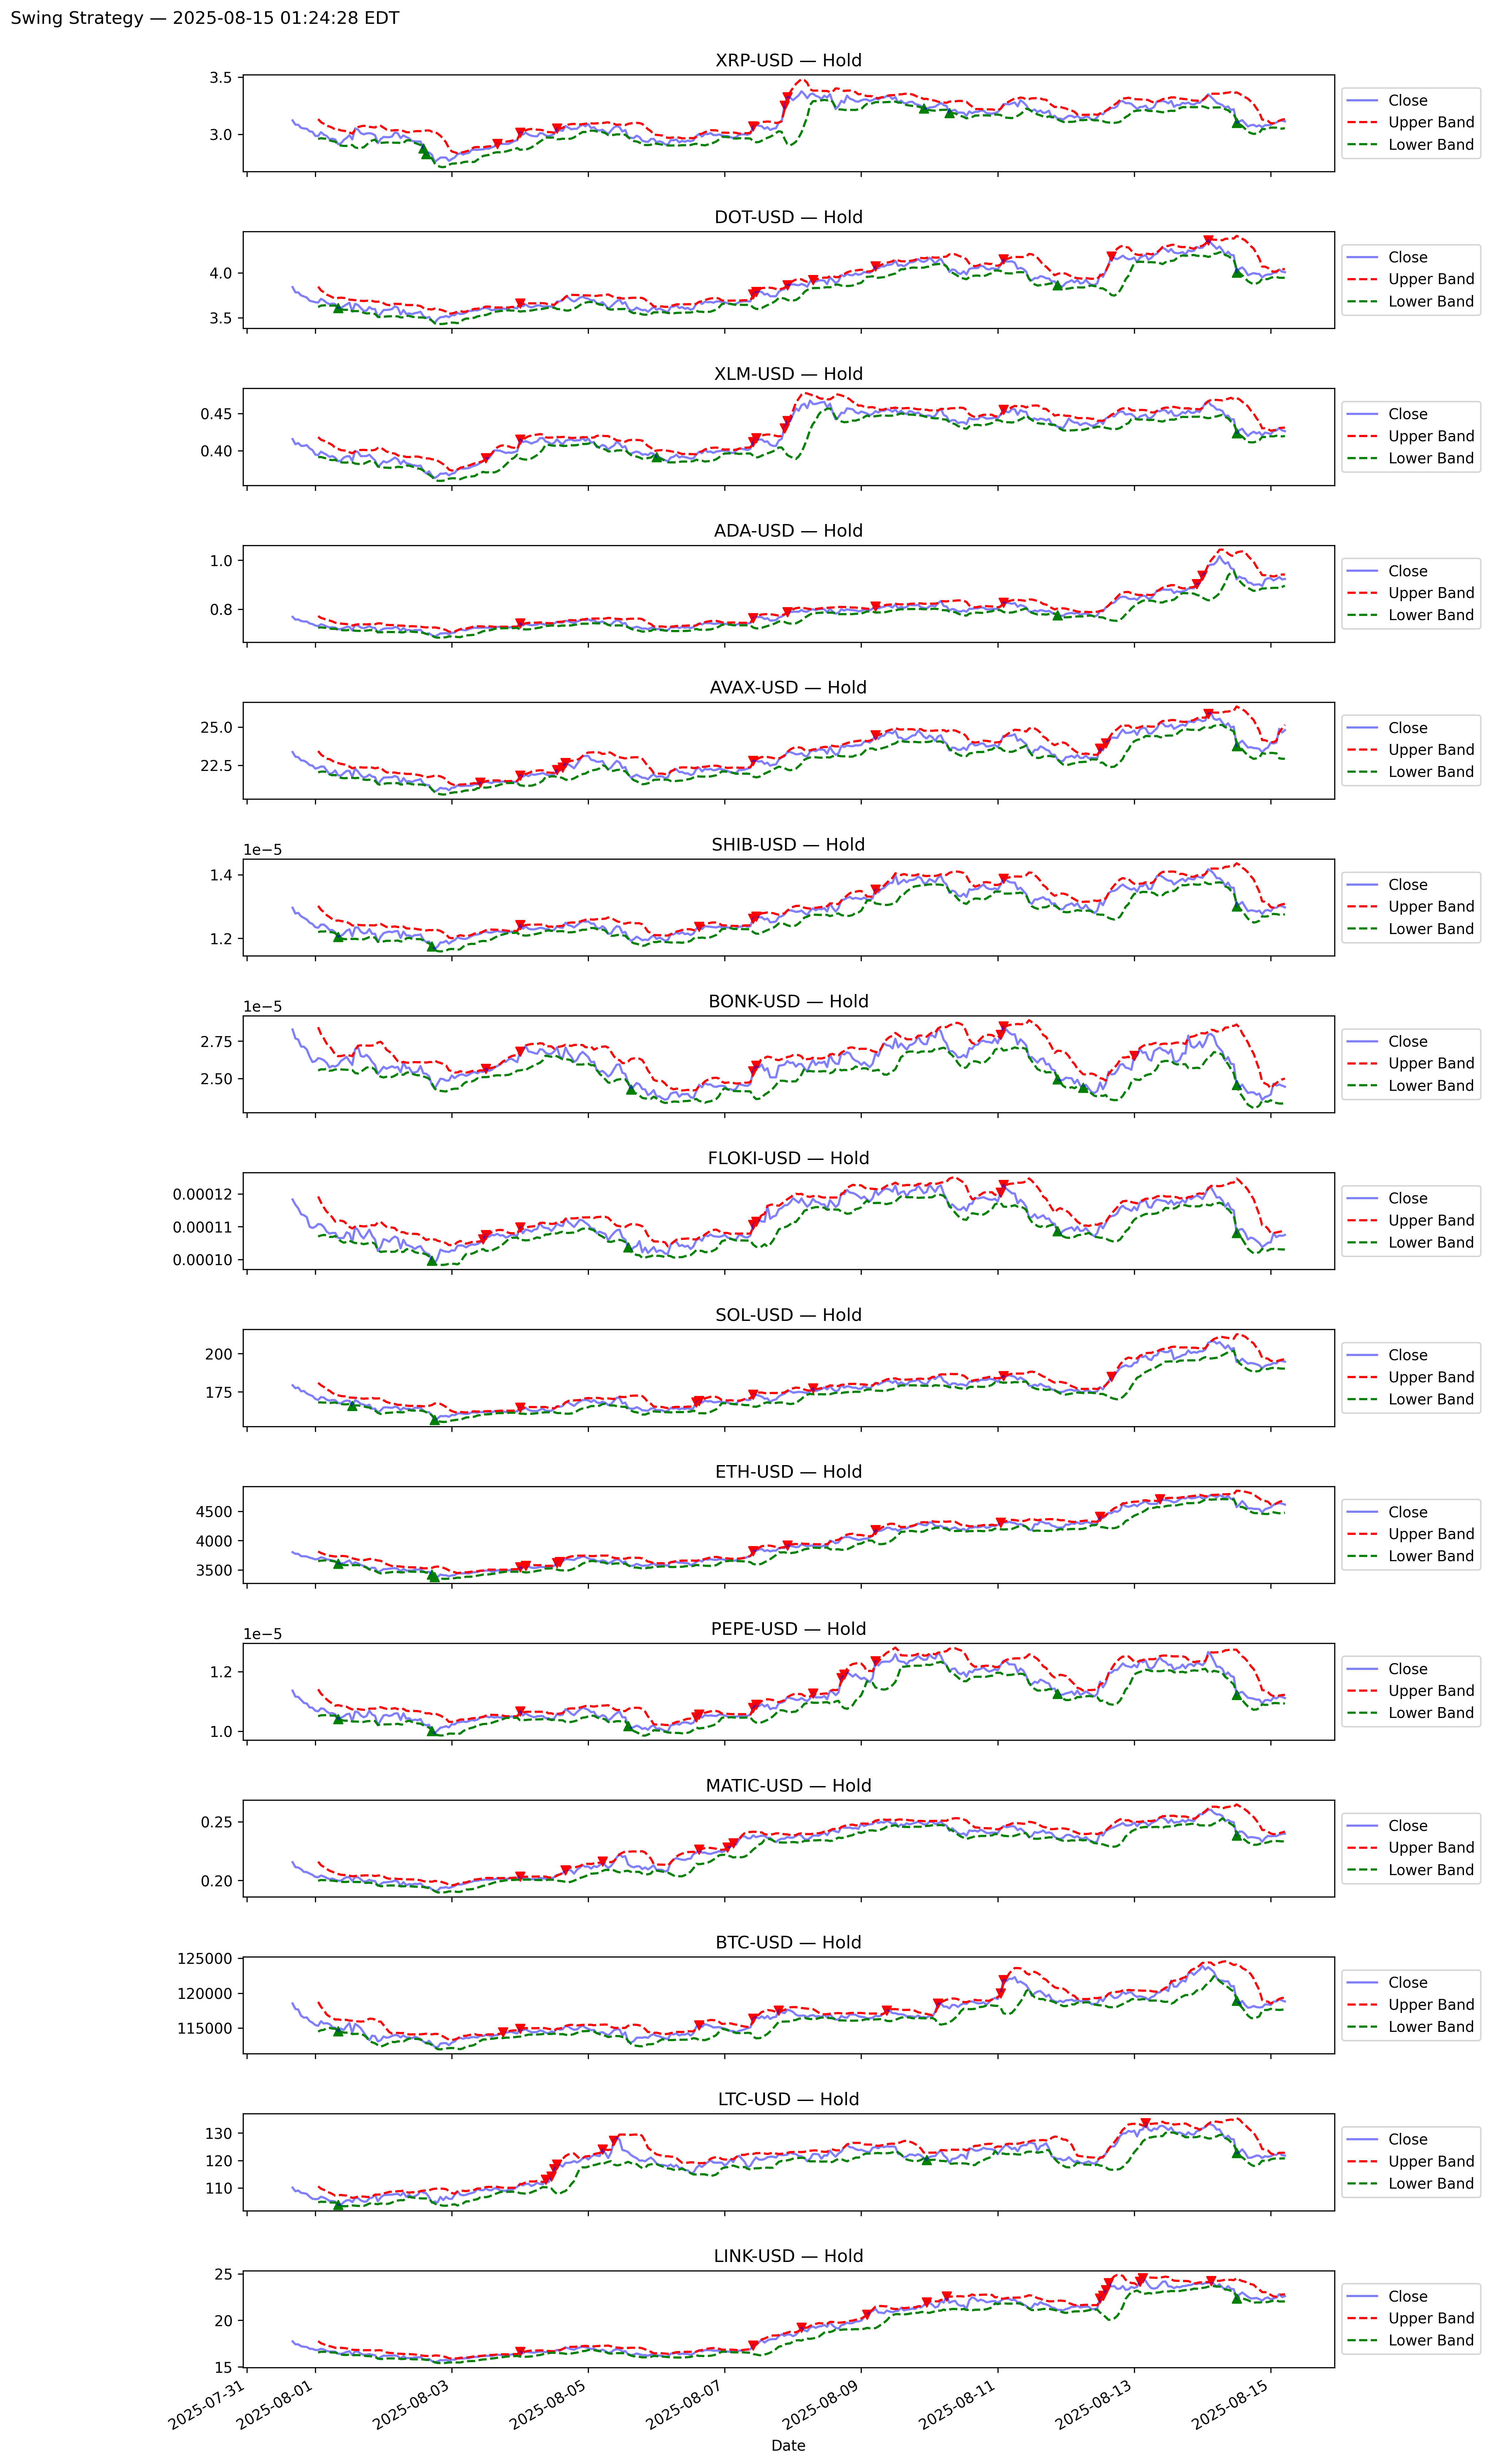 Swing Strategy — 2025-08-15 01:24:28 EDT
XRP-USD — Hold
3.5
3.0
Close
Upper Band
Lower Band
DOT-USD — Hold
4.0
3.5
Close
Upper Band
Lower Band
XLM-USD — Hold
0.45
0.40
Close
Upper Band
Lower Band
ADA-USD — Hold
1.0
0.8
Close
Upper Band
Lower Band
AVAX-USD — Hold
25.0
22.5
Close
Upper Band
Lower Band
SHIB-USD — Hold
1e−5
1.4
1.2
Close
Upper Band
Lower Band
BONK-USD — Hold
1e−5
2.75
2.50
Close
Upper Band
Lower Band
FLOKI-USD — Hold
0.00012
0.00011
0.00010
Close
Upper Band
Lower Band
SOL-USD — Hold
200
175
Close
Upper Band
Lower Band
ETH-USD — Hold
4500
4000
3500
Close
Upper Band
Lower Band
PEPE-USD — Hold
1e−5
1.2
1.0
Close
Upper Band
Lower Band
MATIC-USD — Hold
0.25
0.20
Close
Upper Band
Lower Band
BTC-USD — Hold
125000
120000
115000
Close
Upper Band
Lower Band
LTC-USD — Hold
130
120
110
Close
Upper Band
Lower Band
LINK-USD — Hold
25
20
15
Close
Upper Band
Lower Band
2025-07-31
2025-08-01
2025-08-03
2025-08-05
2025-08-07
2025-08-09
2025-08-11
2025-08-13
2025-08-15
Date